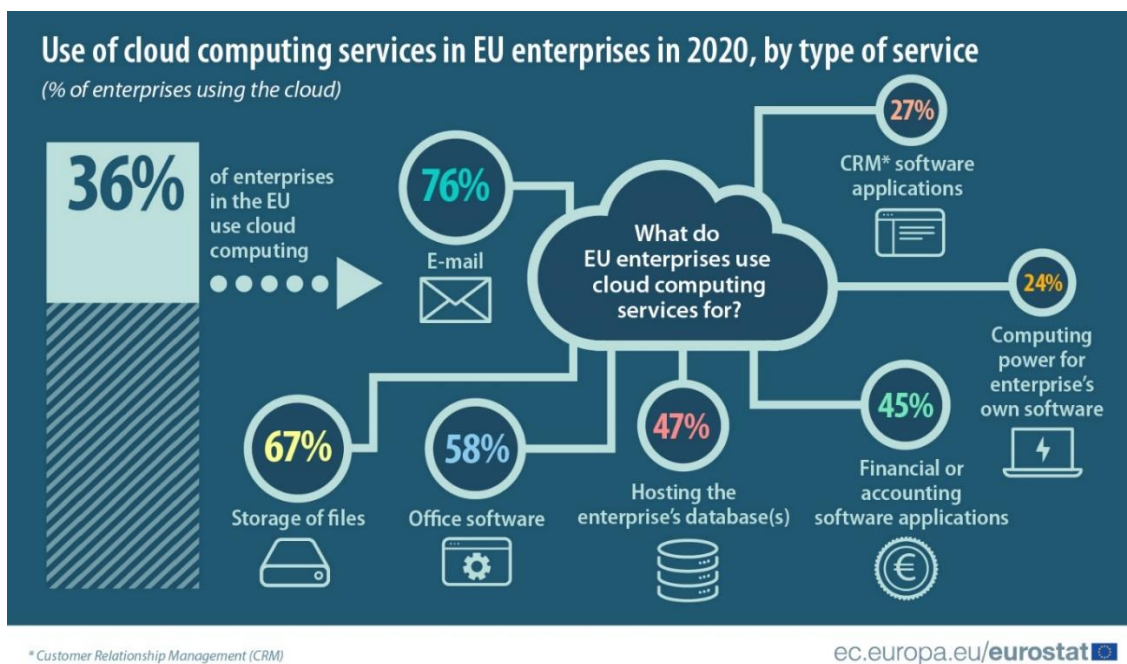 Use of cloud computing services in EU enterprises in 2020, by type of service
(% of enterprises using the cloud)
36%
of enterprises
in the EU
use cloud
computing
76%
E-mail
What do
EU enterprises use
cloud computing
services for?
27%
CRM* software
applications
24%
Computing
power for
enterprise's
own software
67%
Storage of files
58%
Office software
47%
Hosting the
enterprise's database(s)
45%
Financial or
accounting
software applications
€
* Customer Relationship Management (CRM)
ec.europa.eu/eurostat